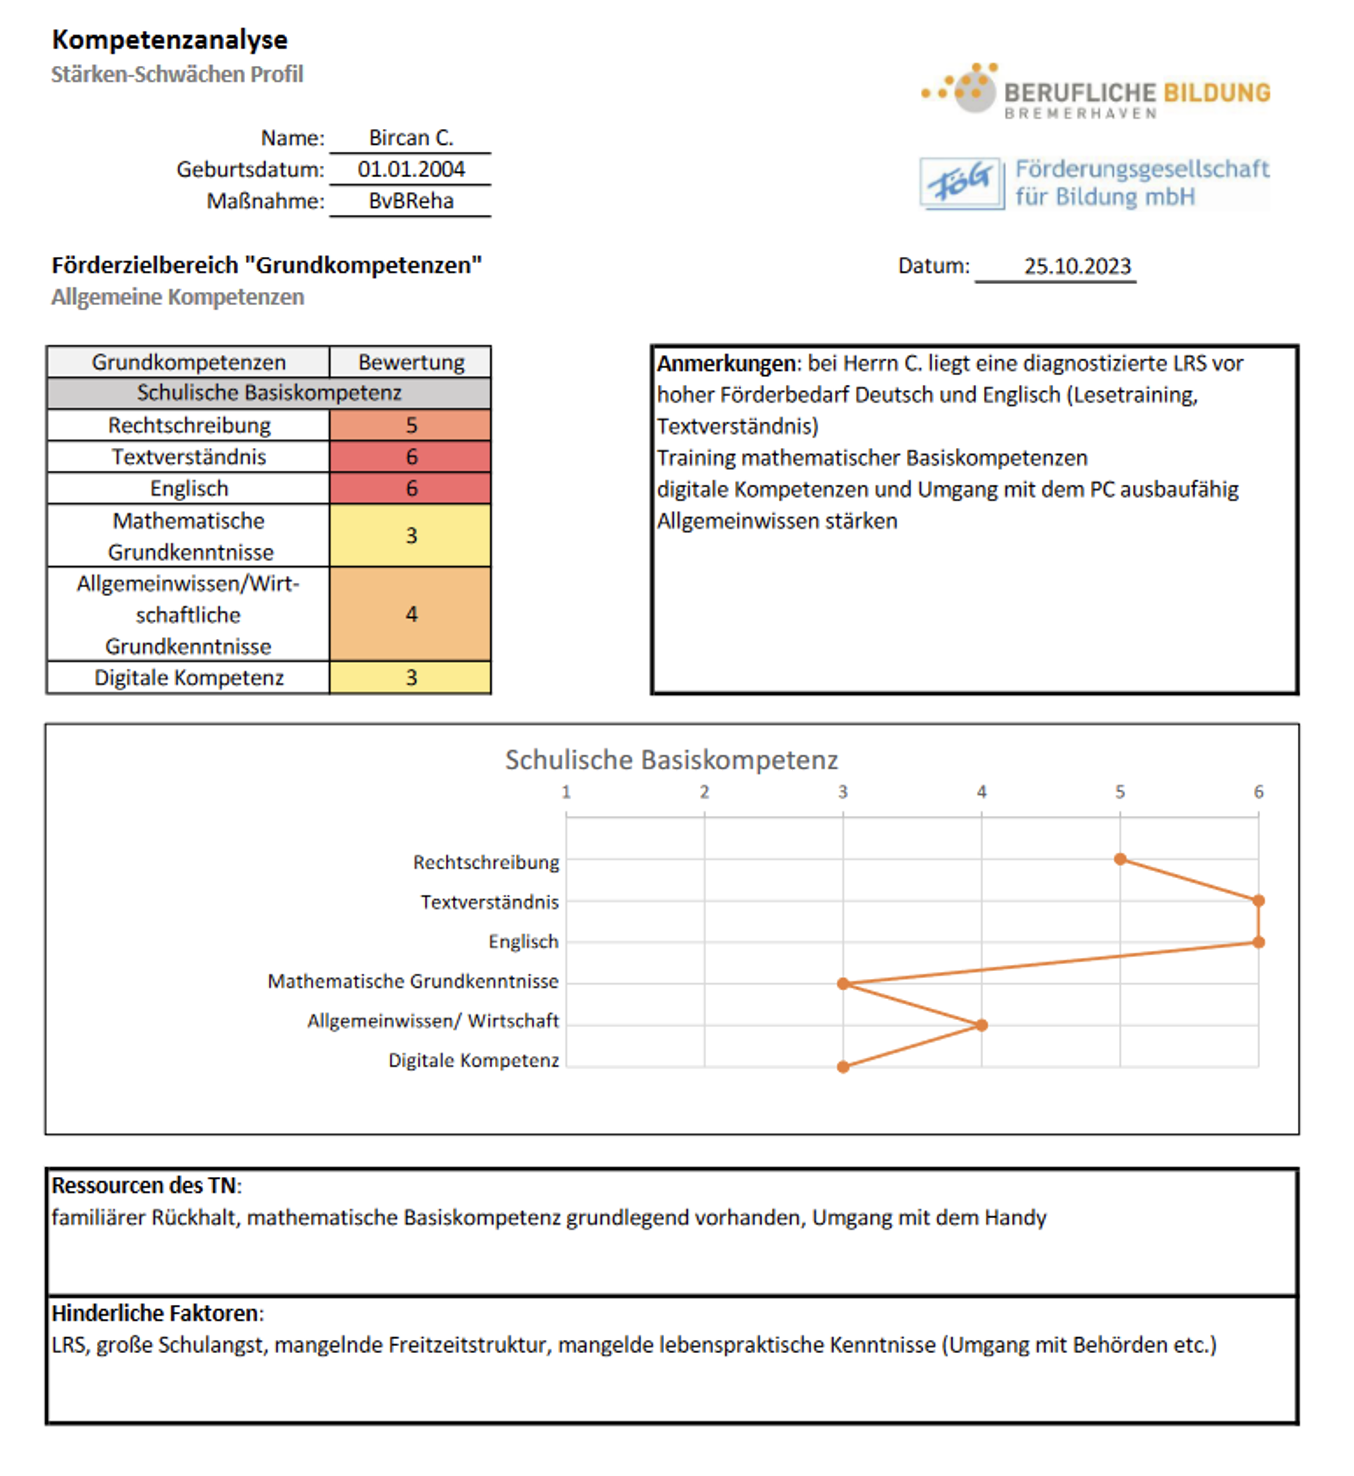 Kompetenzanalyse
Stärken-Schwächen Profil
BERUFLICHE BILDUNG
BREMERHAVEN
Name: Bircan C.
Geburtsdatum: 01.01.2004
Maßnahme: BvBReha
FöG
Förderungsgesellschaft
für Bildung mbH
Förderzielbereich "Grundkompetenzen"
Allgemeine Kompetenzen
Datum: 25.10.2023
Grundkompetenzen Bewertung
Schulische Basiskompetenz
Rechtschreibung 5
Textverständnis 6
Englisch 6
Mathematische
Grundkenntnisse
3
Allgemeinwissen/Wirt-
schaftliche
Grundkenntnisse
4
Digitale Kompetenz 3
Anmerkungen: bei Herrn C. liegt eine diagnostizierte LRS vor
hoher Förderbedarf Deutsch und Englisch (Lesetraining,
Textverständnis)
Training mathematischer Basiskompetenzen
digitale Kompetenzen und Umgang mit dem PC ausbaufähig
Allgemeinwissen stärken
Schulische Basiskompetenz
1 2 3 4 5 6
Rechtschreibung
Textverständnis
Englisch
Mathematische Grundkenntnisse
Allgemeinwissen/ Wirtschaft
Digitale Kompetenz
Ressourcen des TN:
familiärer Rückhalt, mathematische Basiskompetenz grundlegend vorhanden, Umgang mit dem Handy
Hinderliche Faktoren:
LRS, große Schulangst, mangelnde Freitzeitstruktur, mangelde lebenspraktische Kenntnisse (Umgang mit Behörden etc.)